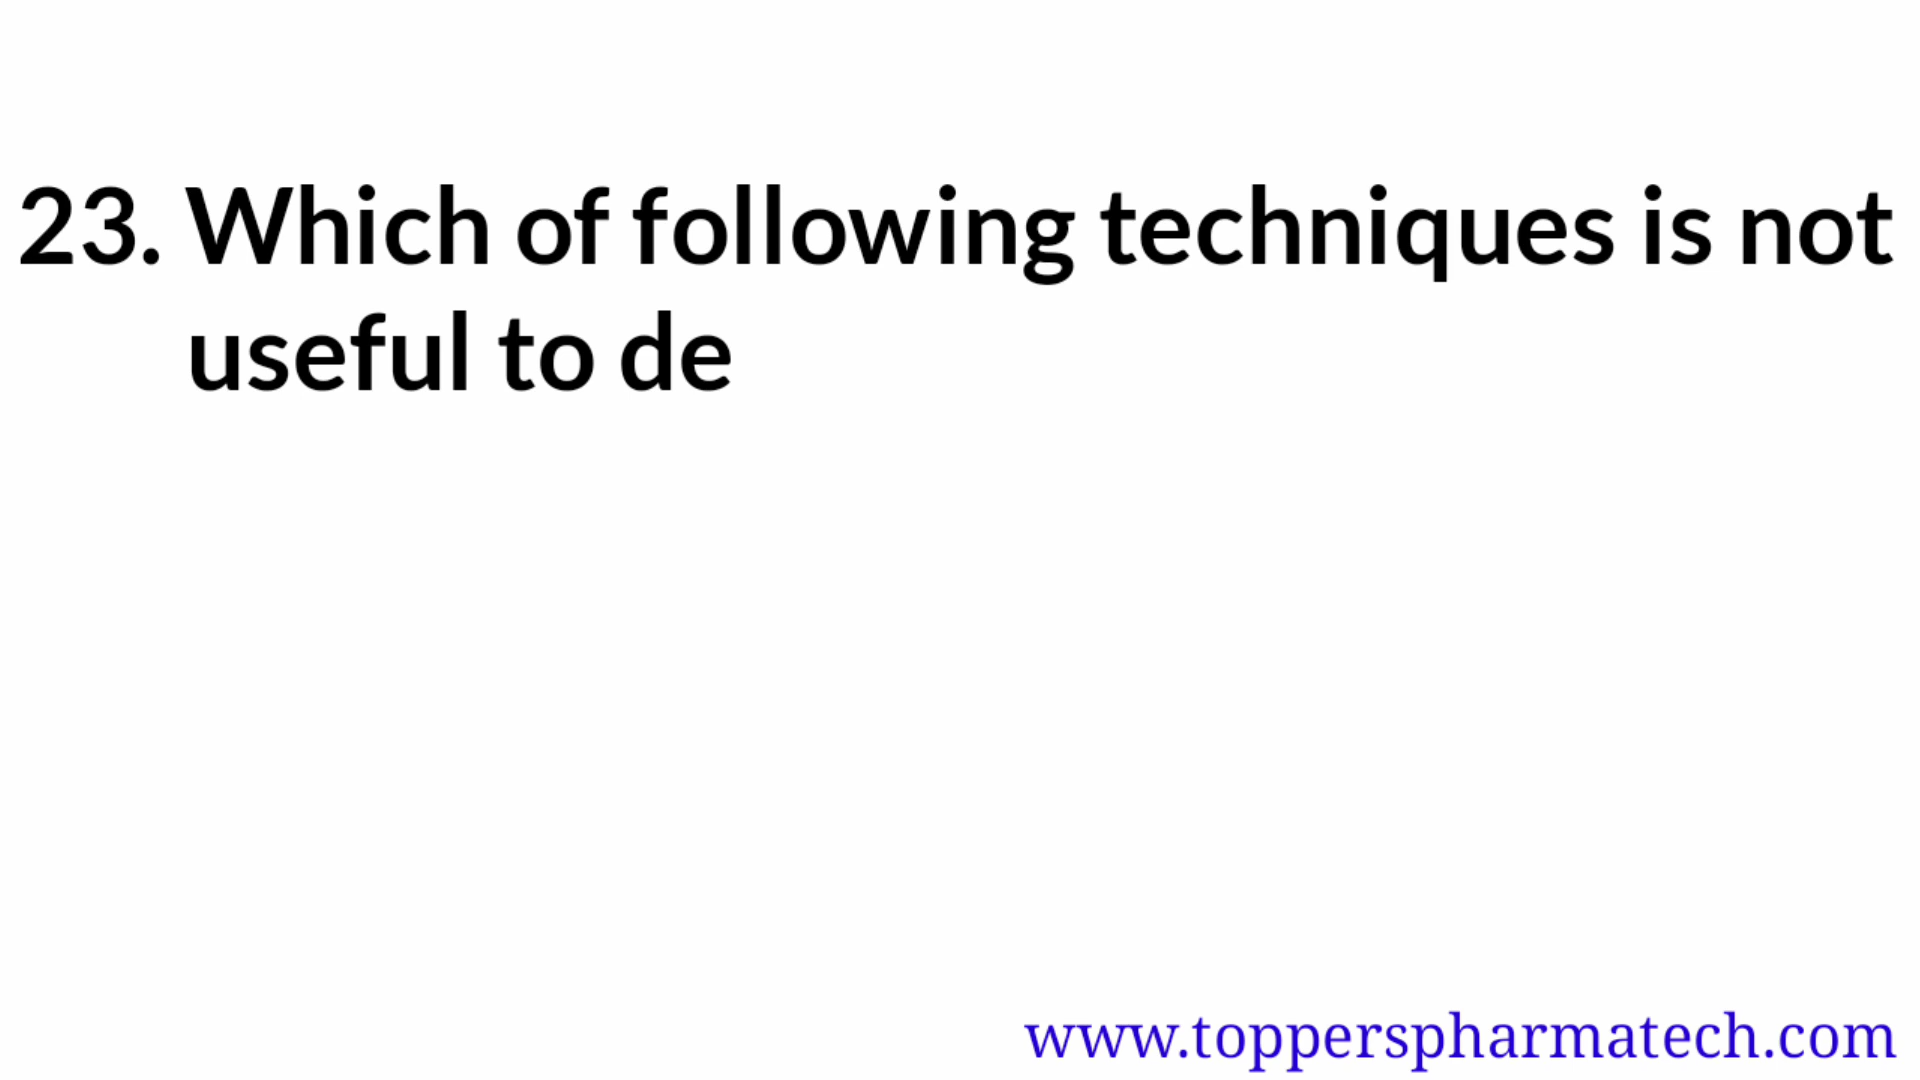 23. Which of following techniques is not
useful to de
www.topperspharmatech.com